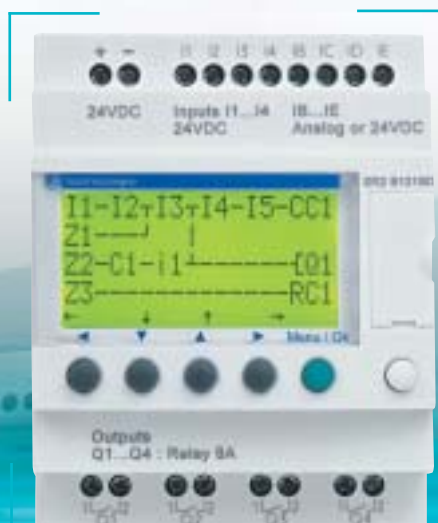 + - I1 I2 I3 I4 IB IC ID IE
24VDC Inputs I1...I4 IB...IE
24VDC Analog or 24VDC
I1-I2┬I3┬I4-I5-CC1
Z1---┘ |
Z2-C1-i1┴------[Q1
Z3-------------RC1
← ↓ ↑ →
◄ ▼ ▲ ► Menu / OK
Outputs
Q1...Q4 : Relay 8A